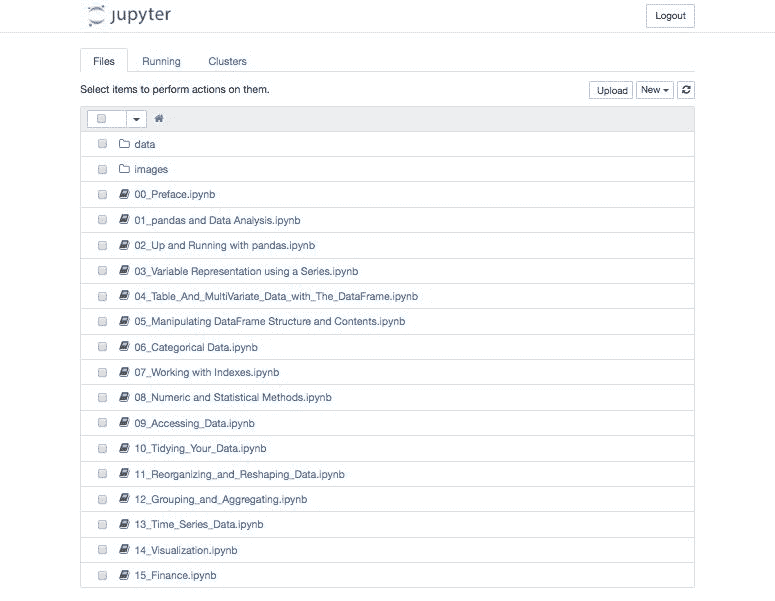 jupyter
Logout
Files Running Clusters
Select items to perform actions on them.
Upload New
data
images
00_Preface.ipynb
01_pandas and Data Analysis.ipynb
02_Up and Running with pandas.ipynb
03_Variable Representation using a Series.ipynb
04_Table_And_MultiVariate_Data_with_The_DataFrame.ipynb
05_Manipulating DataFrame Structure and Contents.ipynb
06_Categorical Data.ipynb
07_Working with Indexes.ipynb
08_Numeric and Statistical Methods.ipynb
09_Accessing_Data.ipynb
10_Tidying_Your_Data.ipynb
11_Reorganizing_and_Reshaping_Data.ipynb
12_Grouping_and_Aggregating.ipynb
13_Time_Series_Data.ipynb
14_Visualization.ipynb
15_Finance.ipynb